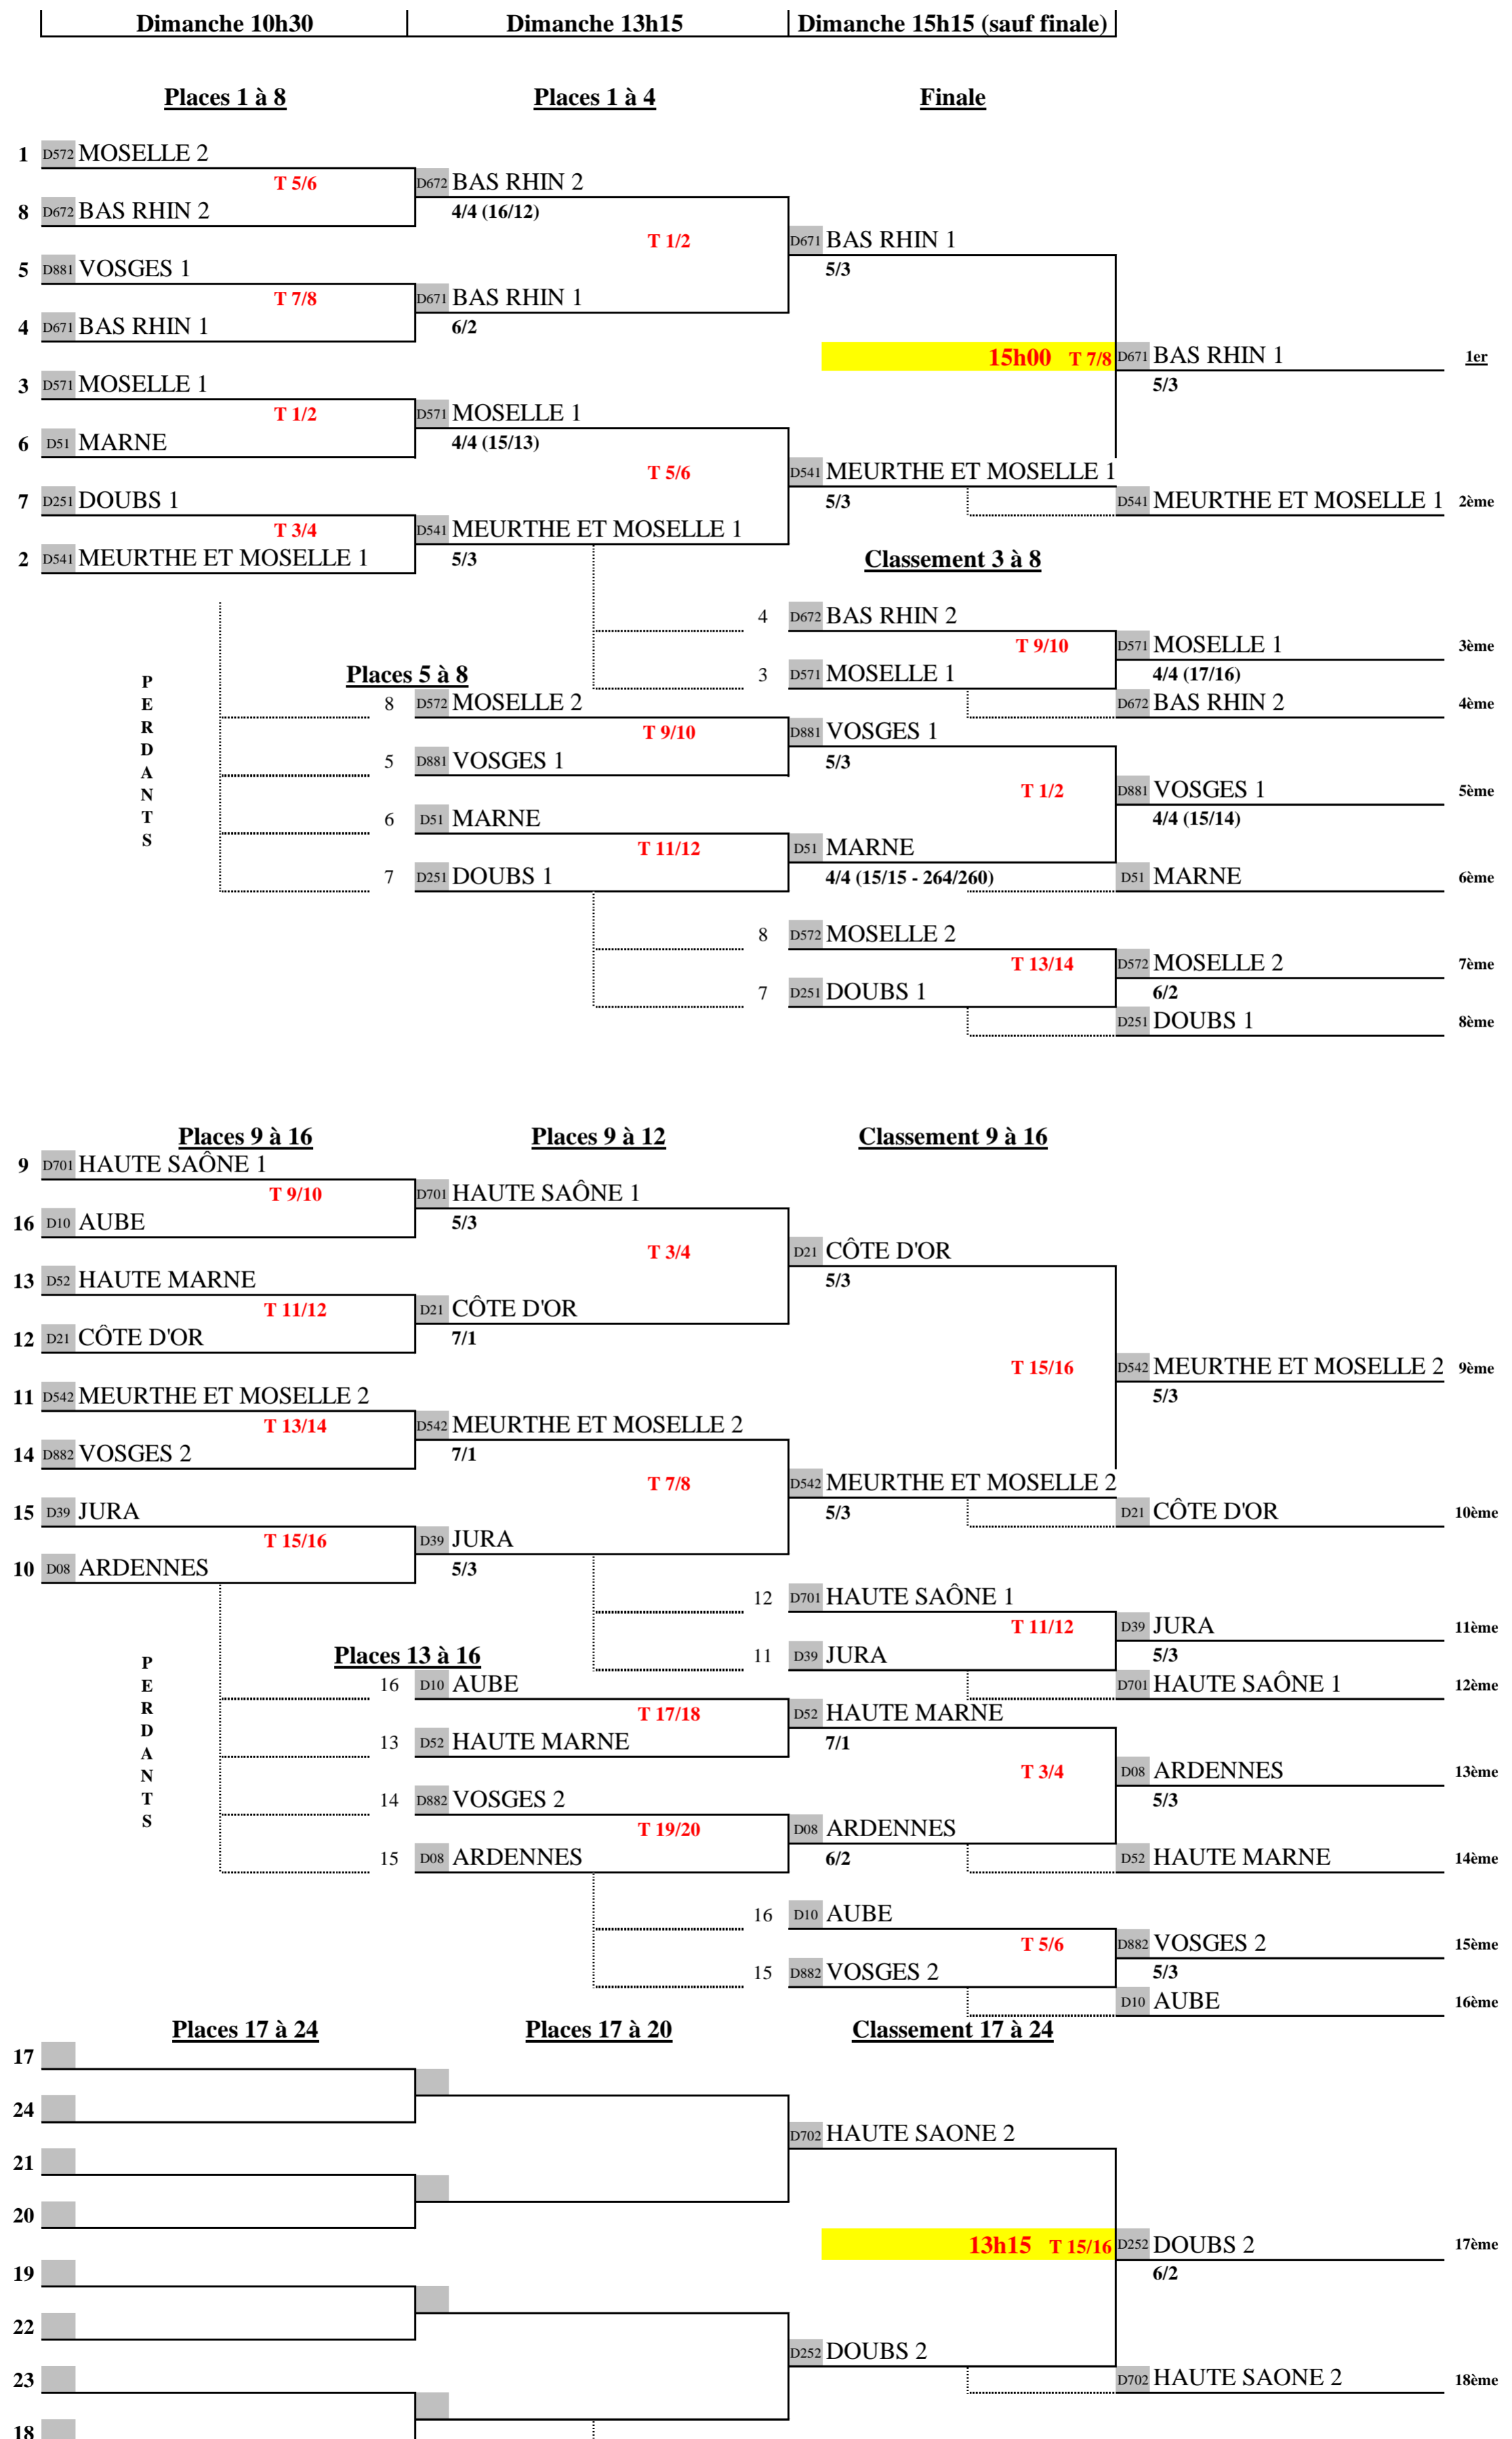 Dimanche 10h30 Dimanche 13h15 Dimanche 15h15 (sauf finale)
Places 1 à 8 Places 1 à 4 Finale
1 D572 MOSELLE 2
T 5/6 D672 BAS RHIN 2
8 D672 BAS RHIN 2 4/4 (16/12)
T 1/2 D671 BAS RHIN 1
5 D881 VOSGES 1 5/3
T 7/8 D671 BAS RHIN 1
4 D671 BAS RHIN 1 6/2
15h00 T 7/8 D671 BAS RHIN 1 1er
3 D571 MOSELLE 1 5/3
T 1/2 D571 MOSELLE 1
6 D51 MARNE 4/4 (15/13)
T 5/6 D541 MEURTHE ET MOSELLE 1
7 D251 DOUBS 1 5/3 D541 MEURTHE ET MOSELLE 1 2ème
T 3/4 D541 MEURTHE ET MOSELLE 1
2 D541 MEURTHE ET MOSELLE 1 5/3 Classement 3 à 8
4 D672 BAS RHIN 2
T 9/10 D571 MOSELLE 1 3ème
Places 5 à 8 3 D571 MOSELLE 1 4/4 (17/16)
8 D572 MOSELLE 2 D672 BAS RHIN 2 4ème
T 9/10 D881 VOSGES 1
5 D881 VOSGES 1 5/3
T 1/2 D881 VOSGES 1 5ème
6 D51 MARNE 4/4 (15/14)
PERDANTS
T 11/12 D51 MARNE
7 D251 DOUBS 1 4/4 (15/15 - 264/260) D51 MARNE 6ème
8 D572 MOSELLE 2
T 13/14 D572 MOSELLE 2 7ème
7 D251 DOUBS 1 6/2
D251 DOUBS 1 8ème
Places 9 à 16 Places 9 à 12 Classement 9 à 16
9 D701 HAUTE SAÔNE 1
T 9/10 D701 HAUTE SAÔNE 1
16 D10 AUBE 5/3
T 3/4 D21 CÔTE D'OR
13 D52 HAUTE MARNE 5/3
T 11/12 D21 CÔTE D'OR
12 D21 CÔTE D'OR 7/1
T 15/16 D542 MEURTHE ET MOSELLE 2 9ème
11 D542 MEURTHE ET MOSELLE 2 5/3
T 13/14 D542 MEURTHE ET MOSELLE 2
14 D882 VOSGES 2 7/1
T 7/8 D542 MEURTHE ET MOSELLE 2
15 D39 JURA 5/3 D21 CÔTE D'OR 10ème
T 15/16 D39 JURA
10 D08 ARDENNES 5/3
12 D701 HAUTE SAÔNE 1
T 11/12 D39 JURA 11ème
Places 13 à 16 11 D39 JURA 5/3
16 D10 AUBE D701 HAUTE SAÔNE 1 12ème
T 17/18 D52 HAUTE MARNE
13 D52 HAUTE MARNE 7/1
T 3/4 D08 ARDENNES 13ème
14 D882 VOSGES 2 5/3
PERDANTS
T 19/20 D08 ARDENNES
15 D08 ARDENNES 6/2 D52 HAUTE MARNE 14ème
16 D10 AUBE
T 5/6 D882 VOSGES 2 15ème
15 D882 VOSGES 2 5/3
D10 AUBE 16ème
Places 17 à 24 Places 17 à 20 Classement 17 à 24
17
24
D702 HAUTE SAONE 2
21
20
13h15 T 15/16 D252 DOUBS 2 17ème
19 6/2
22
D252 DOUBS 2
23 D702 HAUTE SAONE 2 18ème
18